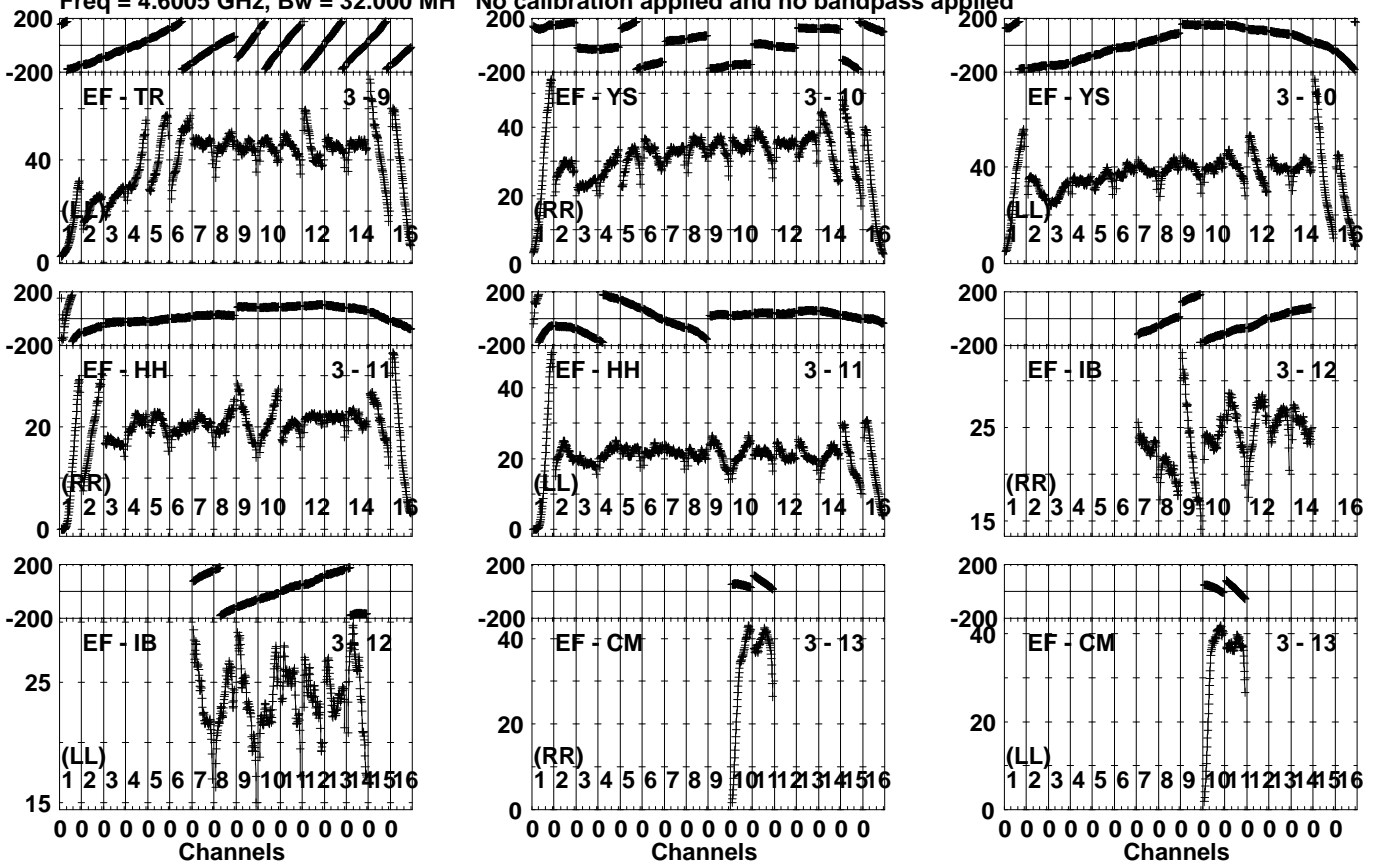 Freq = 4.6005 GHz, Bw = 32.000 MH No calibration applied and no bandpass applied
200 200 200
-200 -200 -200
EF - TR 3 - 9 EF - YS 3 - 10 EF - YS 3 - 10
40 40 40
20
(LL) (RR) (LL)
1 2 3 4 5 6 7 8 9 10 12 14 16 1 2 3 4 5 6 7 8 9 10 12 14 16 1 2 3 4 5 6 7 8 9 10 12 14 16
0 0 0
200 200 200
-200 -200 -200
EF - HH 3 - 11 EF - HH 3 - 11 EF - IB 3 - 12
40
20 20 25
(RR) (LL) (RR)
1 2 3 4 5 6 7 8 9 10 12 14 16 1 2 3 4 5 6 7 8 9 10 12 14 16 1 2 3 4 5 6 7 8 9 10 12 14 16
0 0 15
200 200 200
-200 -200 -200
EF - IB 3 - 12 EF - CM 3 - 13 EF - CM 3 - 13
40 40
25 20 20
(LL) (RR) (LL)
1 2 3 4 5 6 7 8 9 10 11 12 13 14 15 16 1 2 3 4 5 6 7 8 9 10 11 12 13 14 15 16 1 2 3 4 5 6 7 8 9 10 11 12 13 14 15 16
15 0 0
0 0 0 0 0 0 0 0 0 0 0 0 0 0 0 0 0 0 0 0 0 0 0 0 0 0 0 0 0 0 0 0 0 0 0 0 0 0 0 0 0 0 0 0 0 0 0 0
Channels Channels Channels